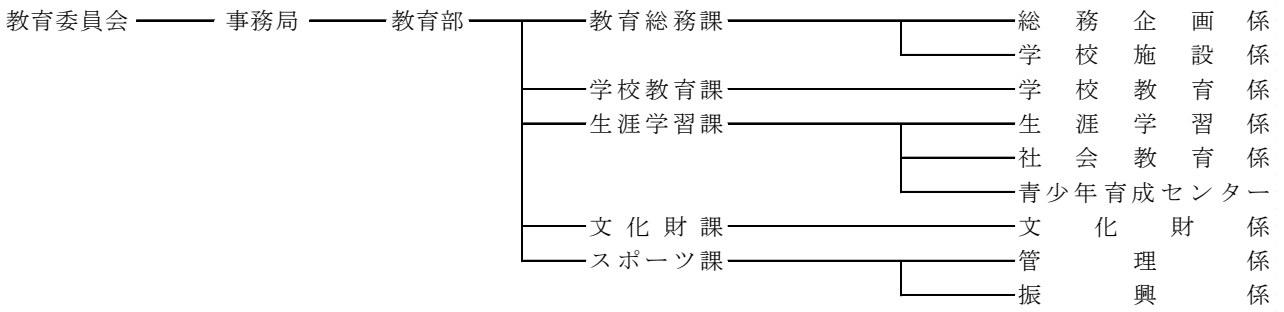 教育委員会 事務局 教育部 教育総務課 総務企画係
学校施設係
学校教育課 学校教育係
生涯学習課 生涯学習係
社会教育係
青少年育成センター
文化財課 文化財係
スポーツ課 管理係
振興係